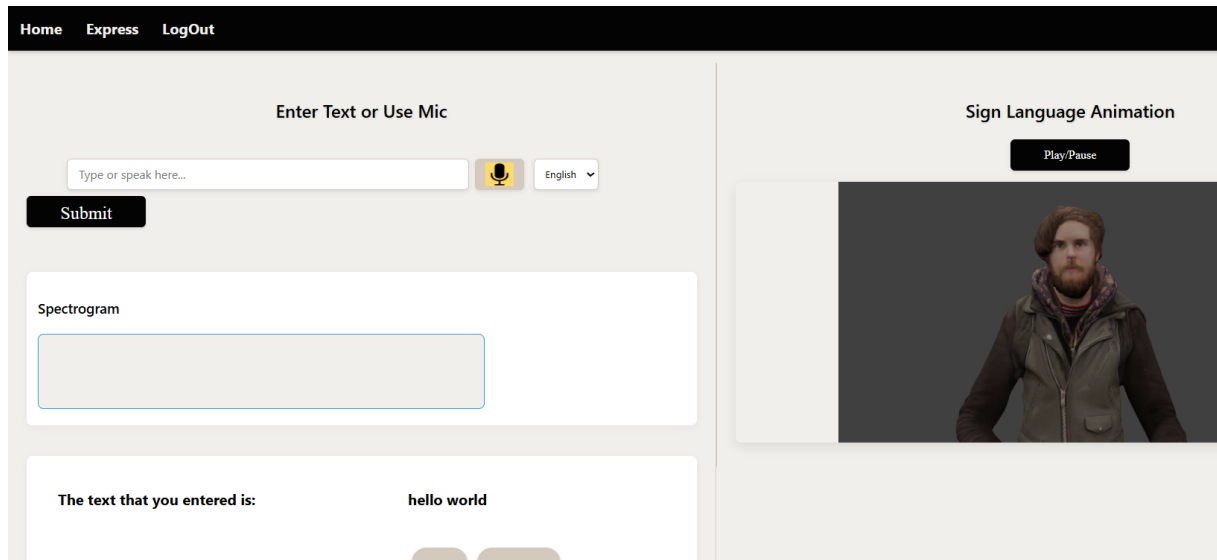 Home Express LogOut
Enter Text or Use Mic
Type or speak here...
English
Submit
Spectrogram
The text that you entered is: hello world
Sign Language Animation
Play/Pause